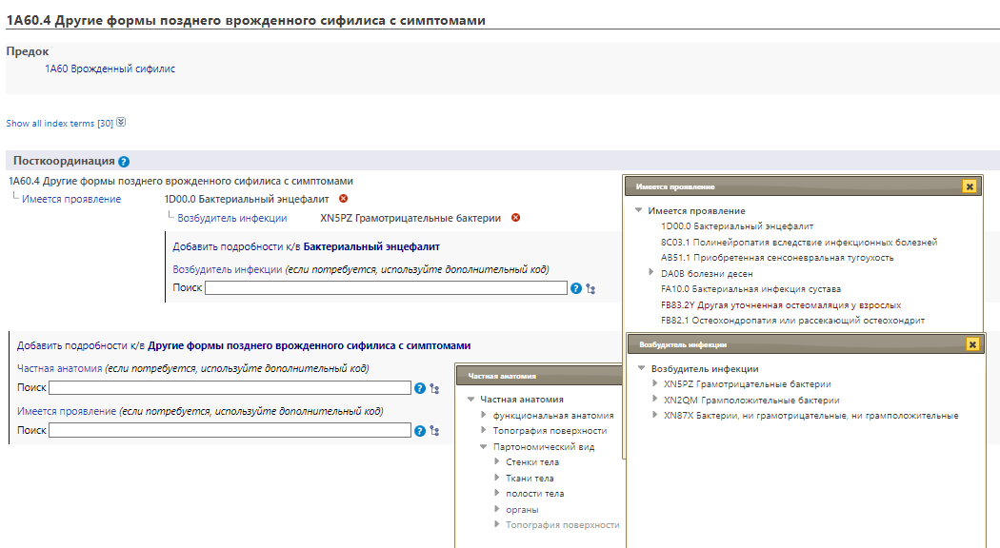 1A60.4 Другие формы позднего врожденного сифилиса с симптомами
Предок
1A60 Врожденный сифилис
Show all index terms [30]
Посткоординация ?
1A60.4 Другие формы позднего врожденного сифилиса с симптомами
Имеется проявление 1D00.0 Бактериальный энцефалит
Возбудитель инфекции XN5PZ Грамотрицательные бактерии
Добавить подробности к/в Бактериальный энцефалит
Возбудитель инфекции (если потребуется, используйте дополнительный код)
Поиск ?
Добавить подробности к/в Другие формы позднего врожденного сифилиса с симптомами
Частная анатомия (если потребуется, используйте дополнительный код)
Поиск ?
Имеется проявление (если потребуется, используйте дополнительный код)
Поиск ?
Имеется проявление
Имеется проявление
1D00.0 Бактериальный энцефалит
8C03.1 Полинейропатия вследствие инфекционных болезней
AB51.1 Приобретенная сенсоневральная тугоухость
DA0B болезни десен
FA10.0 Бактериальная инфекция сустава
FB83.2Y Другая уточненная остеомаляция у взрослых
FB82.1 Остеохондропатия или рассекающий остеохондрит
Частная анатомия
Частная анатомия
функциональная анатомия
Топография поверхности
Партономический вид
Стенки тела
Ткани тела
полости тела
органы
Топография поверхности
Возбудитель инфекции
Возбудитель инфекции
XN5PZ Грамотрицательные бактерии
XN2QM Грамположительные бактерии
XN87X Бактерии, ни грамотрицательные, ни грамположительные